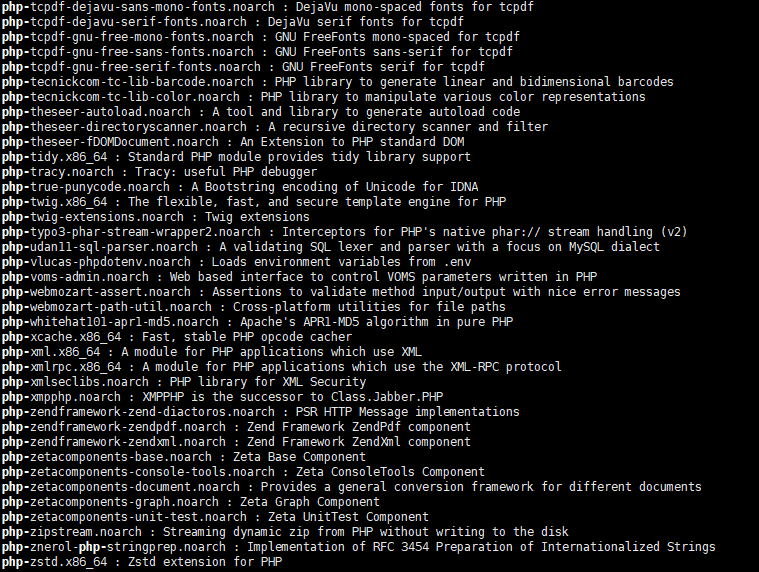 php-tcpdf-dejavu-sans-mono-fonts.noarch : DejaVu mono-spaced fonts for tcpdf
php-tcpdf-dejavu-serif-fonts.noarch : DejaVu serif fonts for tcpdf
php-tcpdf-gnu-free-mono-fonts.noarch : GNU FreeFonts mono-spaced for tcpdf
php-tcpdf-gnu-free-sans-fonts.noarch : GNU FreeFonts sans-serif for tcpdf
php-tcpdf-gnu-free-serif-fonts.noarch : GNU FreeFonts serif for tcpdf
php-tecnickcom-tc-lib-barcode.noarch : PHP library to generate linear and bidimensional barcodes
php-tecnickcom-tc-lib-color.noarch : PHP library to manipulate various color representations
php-theseer-autoload.noarch : A tool and library to generate autoload code
php-theseer-directoryscanner.noarch : A recursive directory scanner and filter
php-theseer-fDOMDocument.noarch : An Extension to PHP standard DOM
php-tidy.x86_64 : Standard PHP module provides tidy library support
php-tracy.noarch : Tracy: useful PHP debugger
php-true-punycode.noarch : A Bootstring encoding of Unicode for IDNA
php-twig.x86_64 : The flexible, fast, and secure template engine for PHP
php-twig-extensions.noarch : Twig extensions
php-typo3-phar-stream-wrapper2.noarch : Interceptors for PHP's native phar:// stream handling (v2)
php-udan11-sql-parser.noarch : A validating SQL lexer and parser with a focus on MySQL dialect
php-vlucas-phpdotenv.noarch : Loads environment variables from .env
php-voms-admin.noarch : Web based interface to control VOMS parameters written in PHP
php-webmozart-assert.noarch : Assertions to validate method input/output with nice error messages
php-webmozart-path-util.noarch : Cross-platform utilities for file paths
php-whitehat101-apr1-md5.noarch : Apache's APR1-MD5 algorithm in pure PHP
php-xcache.x86_64 : Fast, stable PHP opcode cacher
php-xml.x86_64 : A module for PHP applications which use XML
php-xmlrpc.x86_64 : A module for PHP applications which use the XML-RPC protocol
php-xmlseclibs.noarch : PHP library for XML Security
php-xmpphp.noarch : XMPPHP is the successor to Class.Jabber.PHP
php-zendframework-zend-diactoros.noarch : PSR HTTP Message implementations
php-zendframework-zendpdf.noarch : Zend Framework ZendPdf component
php-zendframework-zendxml.noarch : Zend Framework ZendXml component
php-zetacomponents-base.noarch : Zeta Base Component
php-zetacomponents-console-tools.noarch : Zeta ConsoleTools Component
php-zetacomponents-document.noarch : Provides a general conversion framework for different documents
php-zetacomponents-graph.noarch : Zeta Graph Component
php-zetacomponents-unit-test.noarch : Zeta UnitTest Component
php-zipstream.noarch : Streaming dynamic zip from PHP without writing to the disk
php-znerol-php-stringprep.noarch : Implementation of RFC 3454 Preparation of Internationalized Strings
php-zstd.x86_64 : Zstd extension for PHP